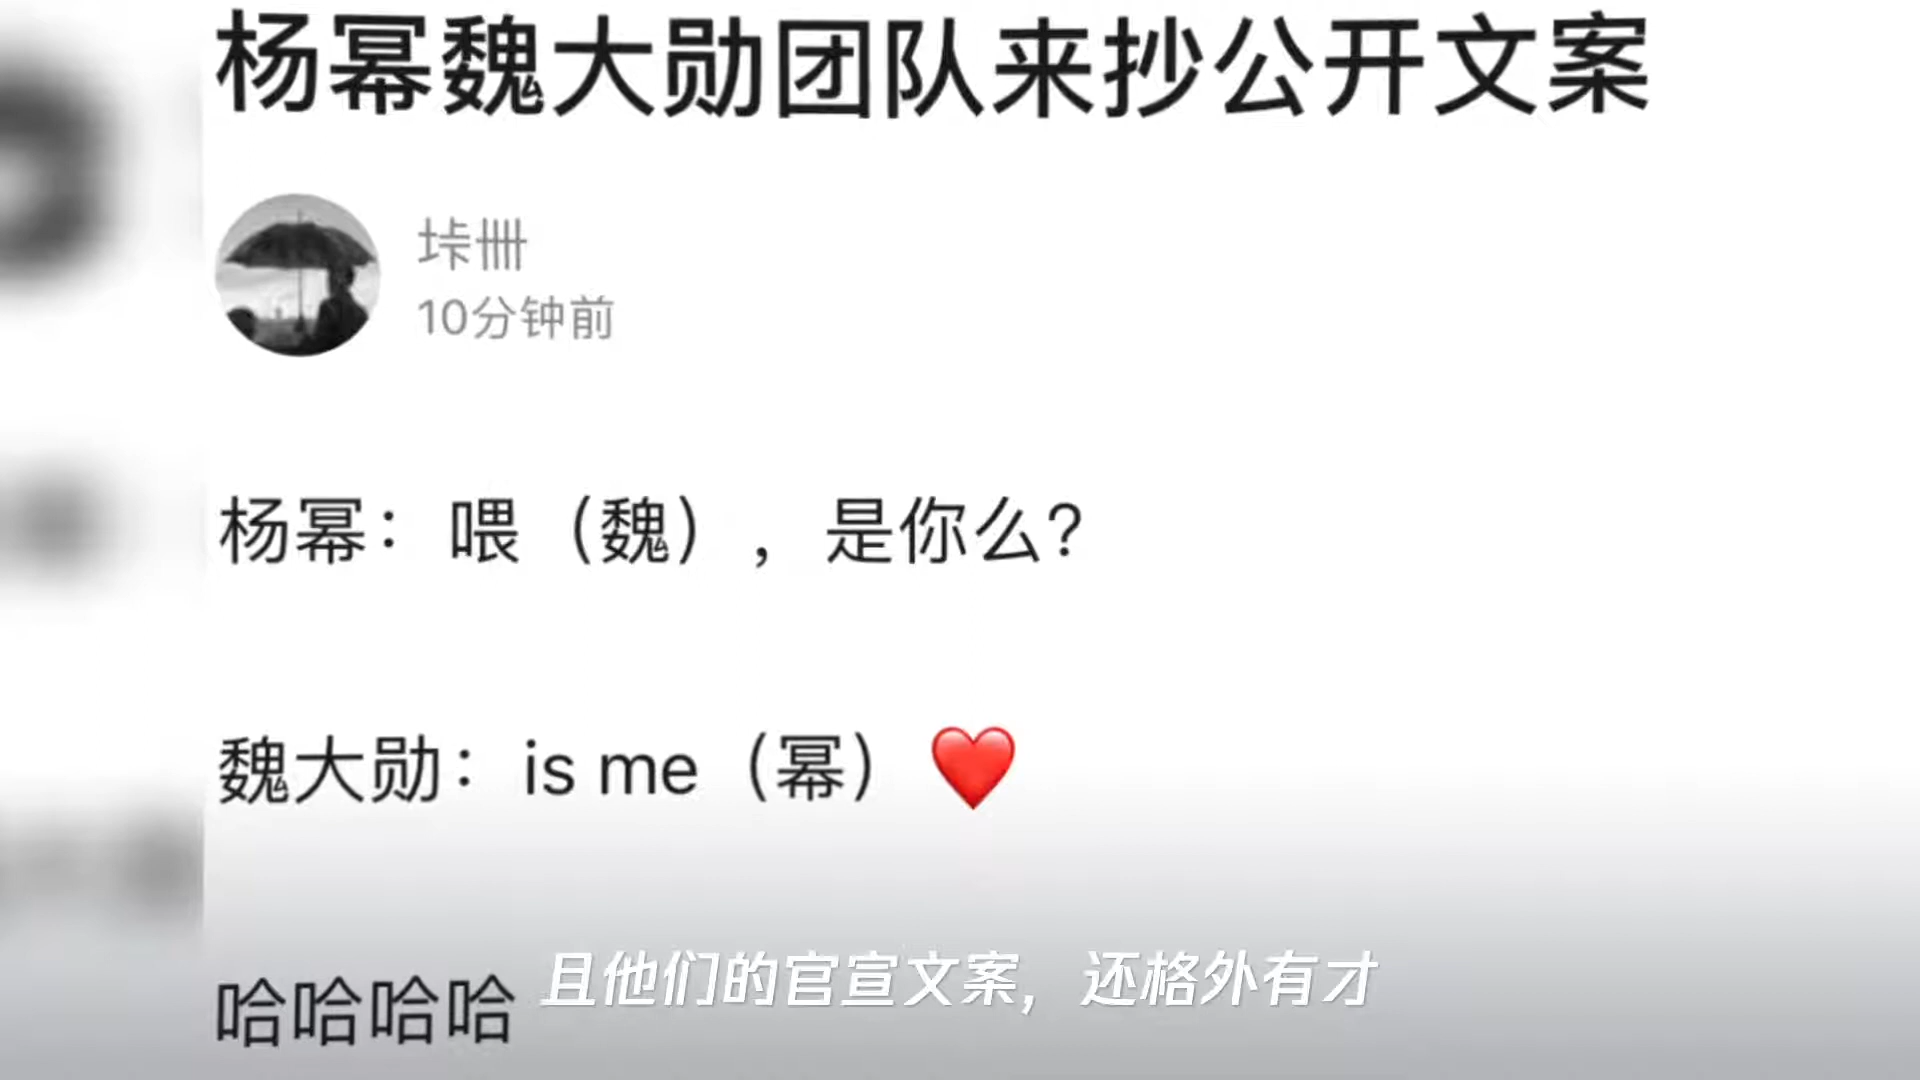 杨幂魏大勋团队来抄公开文案
垰卌
10分钟前
杨幂：喂（魏），是你么？
魏大勋：is me（幂）❤️
哈哈哈哈
且他们的官宣文案，还格外有才